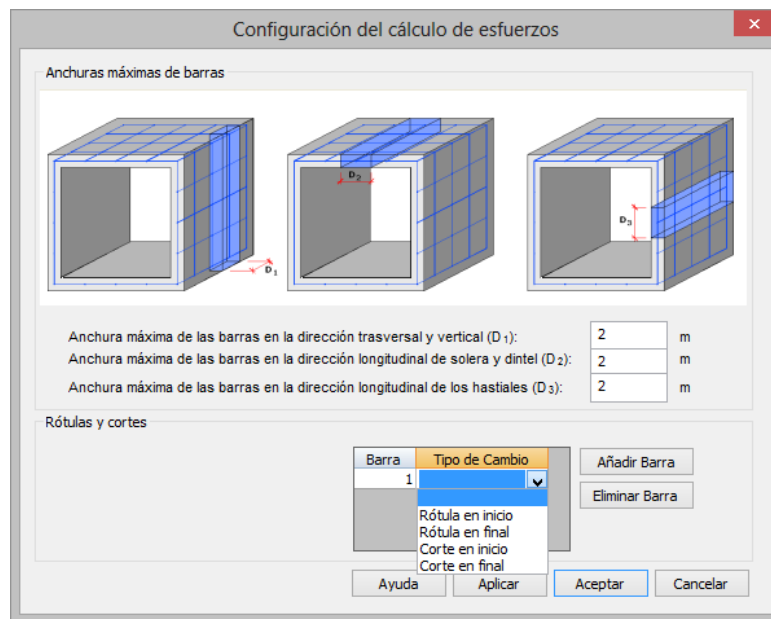 Configuración del cálculo de esfuerzos
Anchuras máximas de barras
D1
D2
D3
Anchura máxima de las barras en la dirección trasversal y vertical (D1): 2 m
Anchura máxima de las barras en la dirección longitudinal de solera y dintel (D2): 2 m
Anchura máxima de las barras en la dirección longitudinal de los hastiales (D3): 2 m
Rótulas y cortes
Barra Tipo de Cambio
1
Rótula en inicio
Rótula en final
Corte en inicio
Corte en final
Añadir Barra
Eliminar Barra
Ayuda Aplicar Aceptar Cancelar